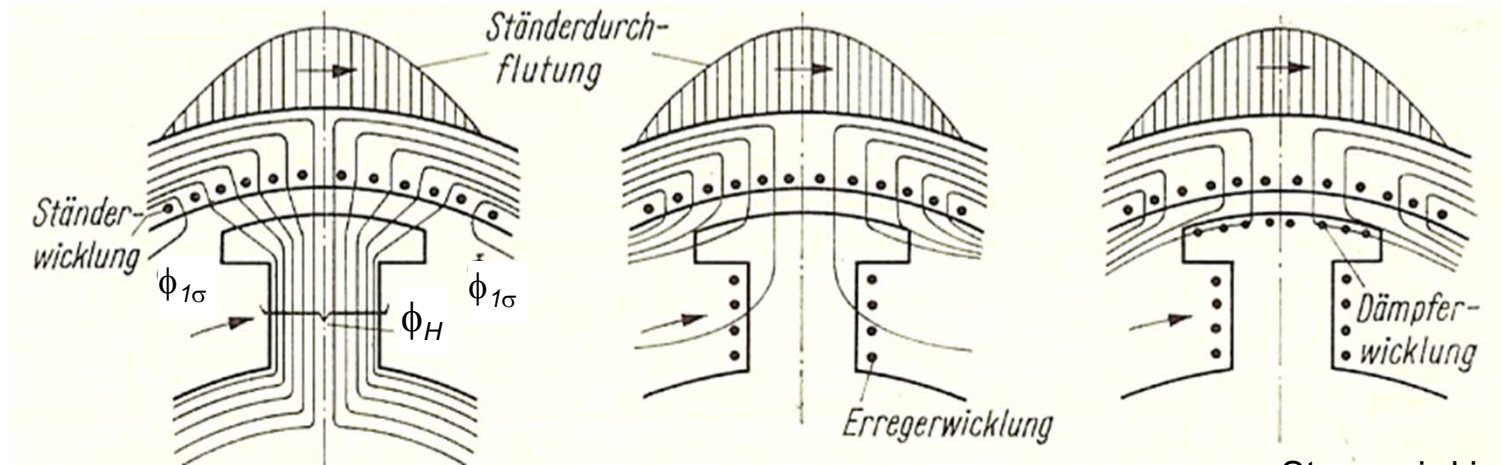 Ständerdurch-
flutung
Ständer-
wicklung
ϕ1σ
ϕ1σ
ϕH
Erregerwicklung
Dämpfer-
wicklung